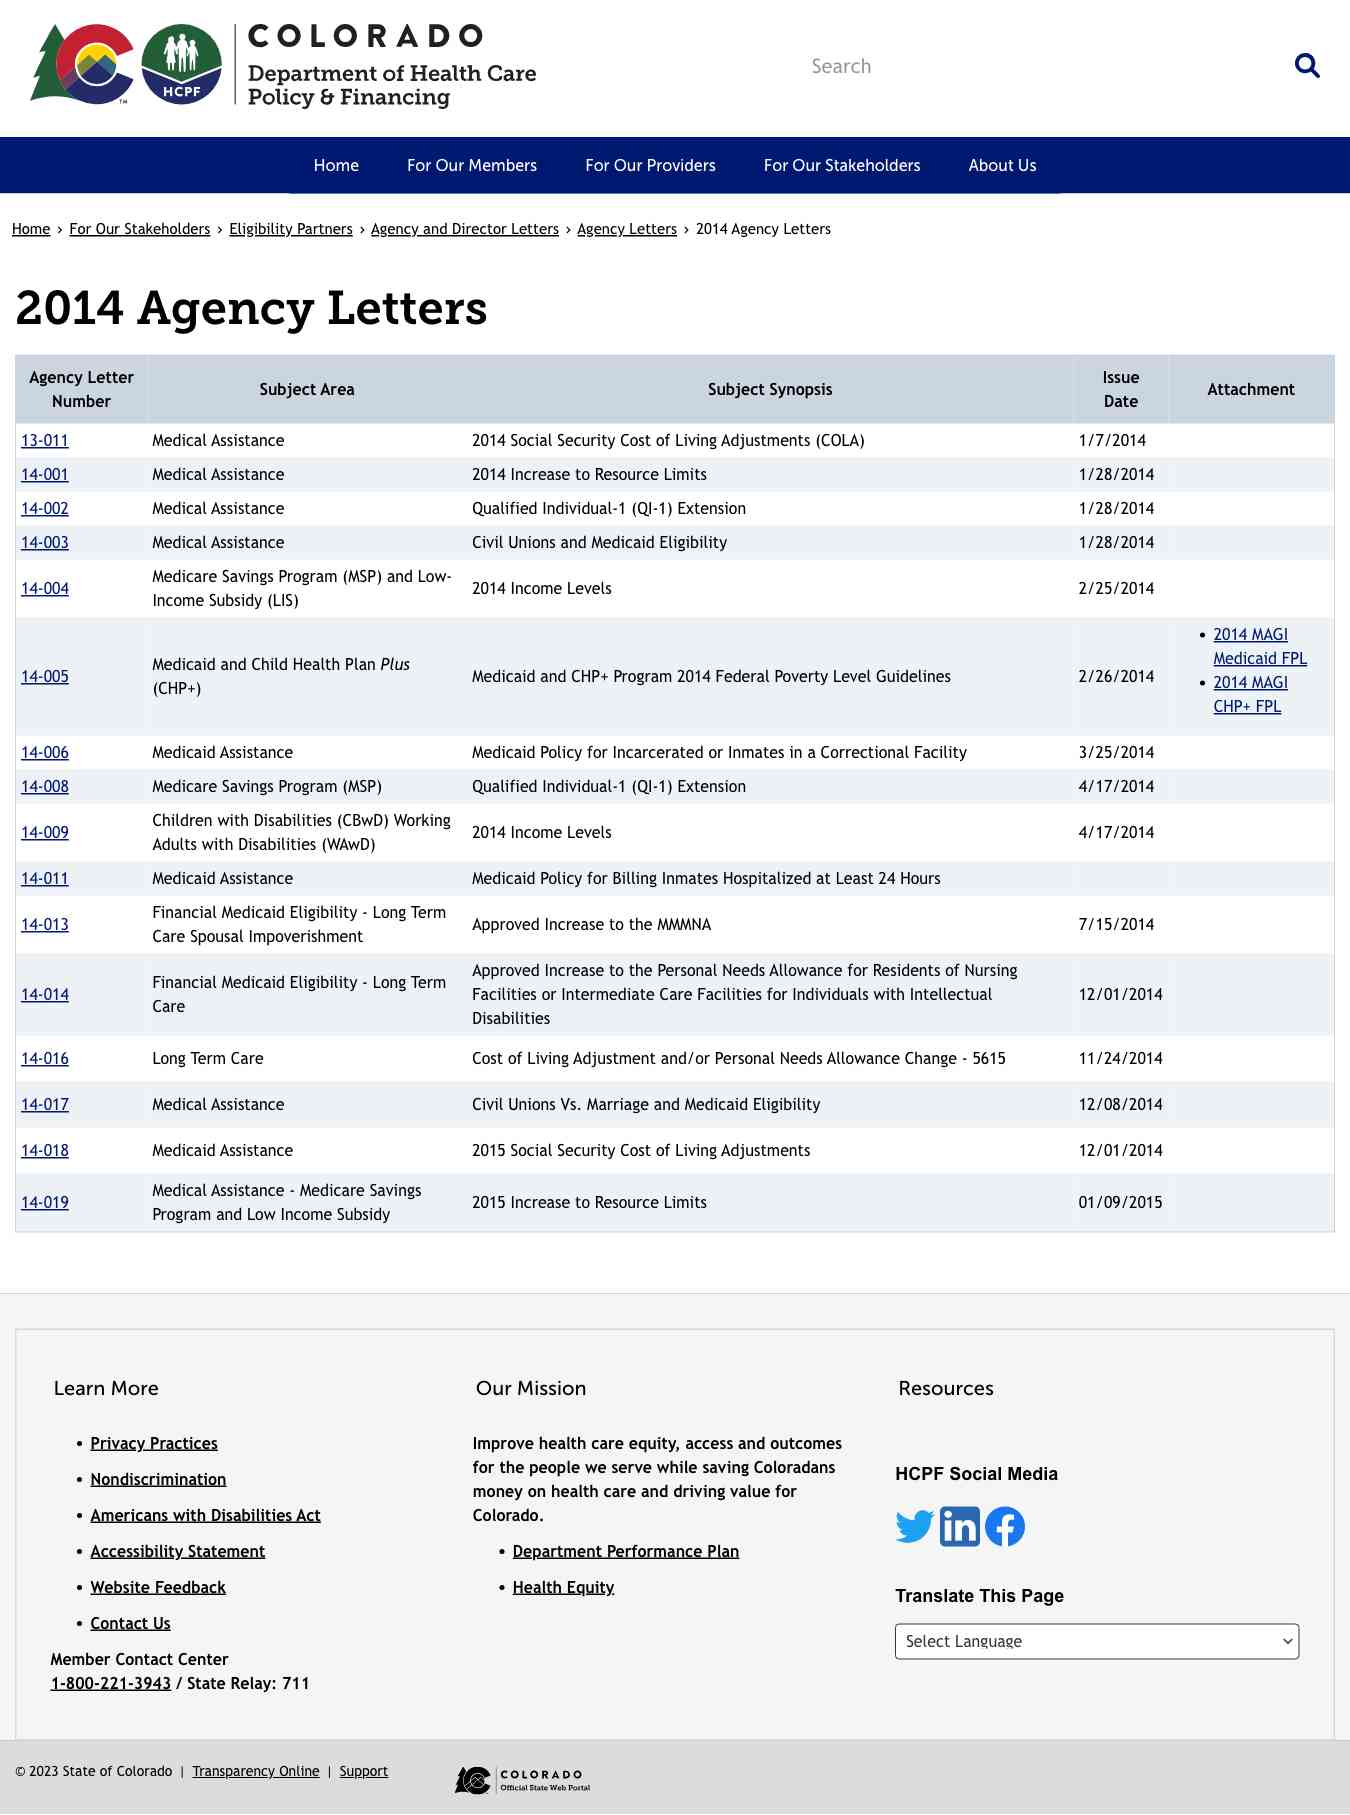 COLORADO
Department of Health Care
Policy & Financing
HCPF
TM
Search
Home For Our Members For Our Providers For Our Stakeholders About Us
Home › For Our Stakeholders › Eligibility Partners › Agency and Director Letters › Agency Letters › 2014 Agency Letters
2014 Agency Letters
Agency Letter Number Subject Area Subject Synopsis Issue Date Attachment
13-011 Medical Assistance 2014 Social Security Cost of Living Adjustments (COLA) 1/7/2014
14-001 Medical Assistance 2014 Increase to Resource Limits 1/28/2014
14-002 Medical Assistance Qualified Individual-1 (QI-1) Extension 1/28/2014
14-003 Medical Assistance Civil Unions and Medicaid Eligibility 1/28/2014
14-004 Medicare Savings Program (MSP) and Low-
Income Subsidy (LIS) 2014 Income Levels 2/25/2014
14-005 Medicaid and Child Health Plan Plus
(CHP+) Medicaid and CHP+ Program 2014 Federal Poverty Level Guidelines 2/26/2014
• 2014 MAGI
Medicaid FPL
• 2014 MAGI
CHP+ FPL
14-006 Medicaid Assistance Medicaid Policy for Incarcerated or Inmates in a Correctional Facility 3/25/2014
14-008 Medicare Savings Program (MSP) Qualified Individual-1 (QI-1) Extension 4/17/2014
14-009 Children with Disabilities (CBwD) Working
Adults with Disabilities (WAwD) 2014 Income Levels 4/17/2014
14-011 Medicaid Assistance Medicaid Policy for Billing Inmates Hospitalized at Least 24 Hours
14-013 Financial Medicaid Eligibility - Long Term
Care Spousal Impoverishment Approved Increase to the MMMNA 7/15/2014
14-014 Financial Medicaid Eligibility - Long Term
Care Approved Increase to the Personal Needs Allowance for Residents of Nursing
Facilities or Intermediate Care Facilities for Individuals with Intellectual
Disabilities 12/01/2014
14-016 Long Term Care Cost of Living Adjustment and/or Personal Needs Allowance Change - 5615 11/24/2014
14-017 Medical Assistance Civil Unions Vs. Marriage and Medicaid Eligibility 12/08/2014
14-018 Medicaid Assistance 2015 Social Security Cost of Living Adjustments 12/01/2014
14-019 Medical Assistance - Medicare Savings
Program and Low Income Subsidy 2015 Increase to Resource Limits 01/09/2015
Learn More
• Privacy Practices
• Nondiscrimination
• Americans with Disabilities Act
• Accessibility Statement
• Website Feedback
• Contact Us
Member Contact Center
1-800-221-3943 / State Relay: 711
Our Mission
Improve health care equity, access and outcomes
for the people we serve while saving Coloradans
money on health care and driving value for
Colorado.
• Department Performance Plan
• Health Equity
Resources
HCPF Social Media
in
Translate This Page
Select Language
© 2023 State of Colorado | Transparency Online | Support
COLORADO
Official State Web Portal